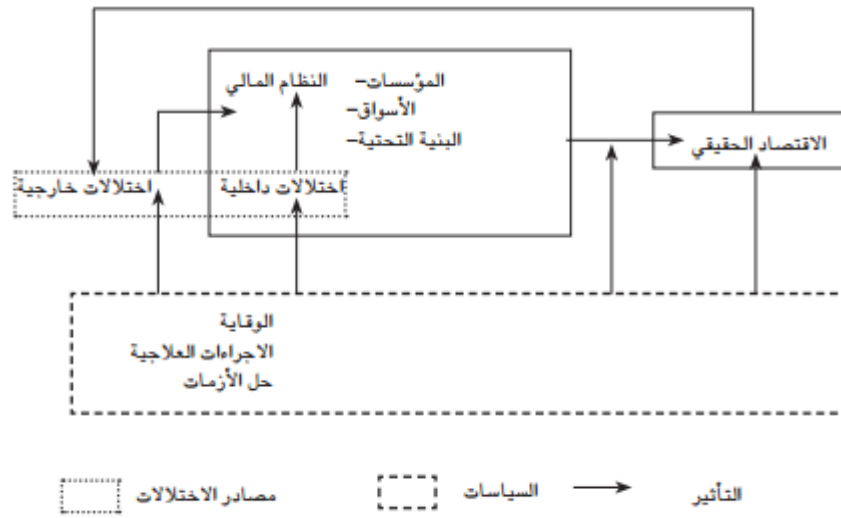 النظام المالي -المؤسسات
-الأسواق
-البنية التحتية
الاقتصاد الحقيقي
اختلالات داخلية
اختلالات خارجية
الوقاية
الاجراءات العلاجية
حل الأزمات
التأثير
السياسات
مصادر الاختلالات